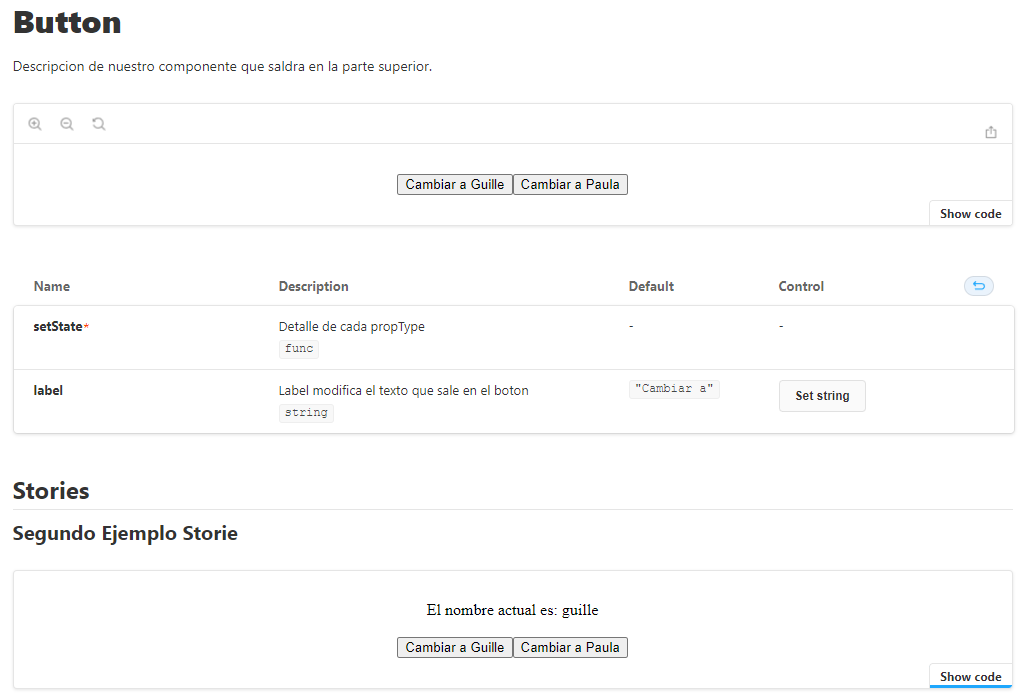 Button
Descripcion de nuestro componente que saldra en la parte superior.
Cambiar a Guille Cambiar a Paula
Show code
Name Description Default Control
setState* Detalle de cada propType - -
func
label Label modifica el texto que sale en el boton "Cambiar a" Set string
string
Stories
Segundo Ejemplo Storie
El nombre actual es: guille
Cambiar a Guille Cambiar a Paula
Show code